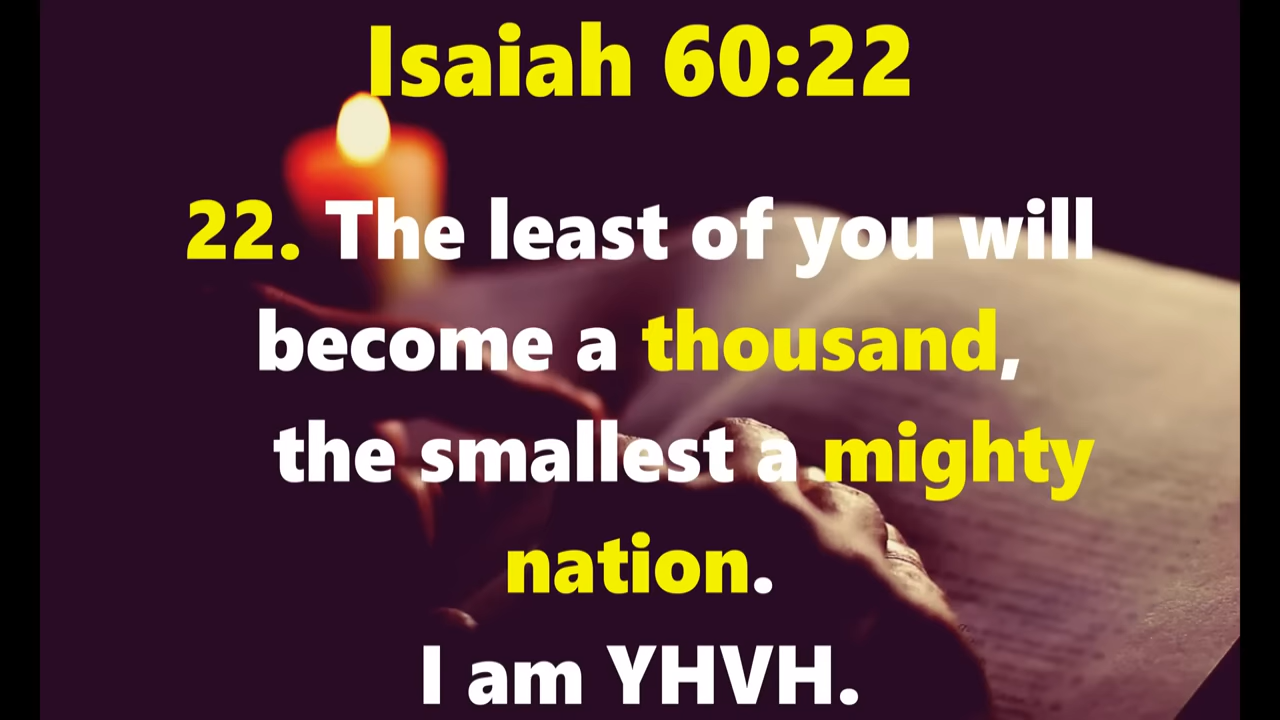 Isaiah 60:22
22. The least of you will
become a thousand,
the smallest a mighty
nation.
I am YHVH.